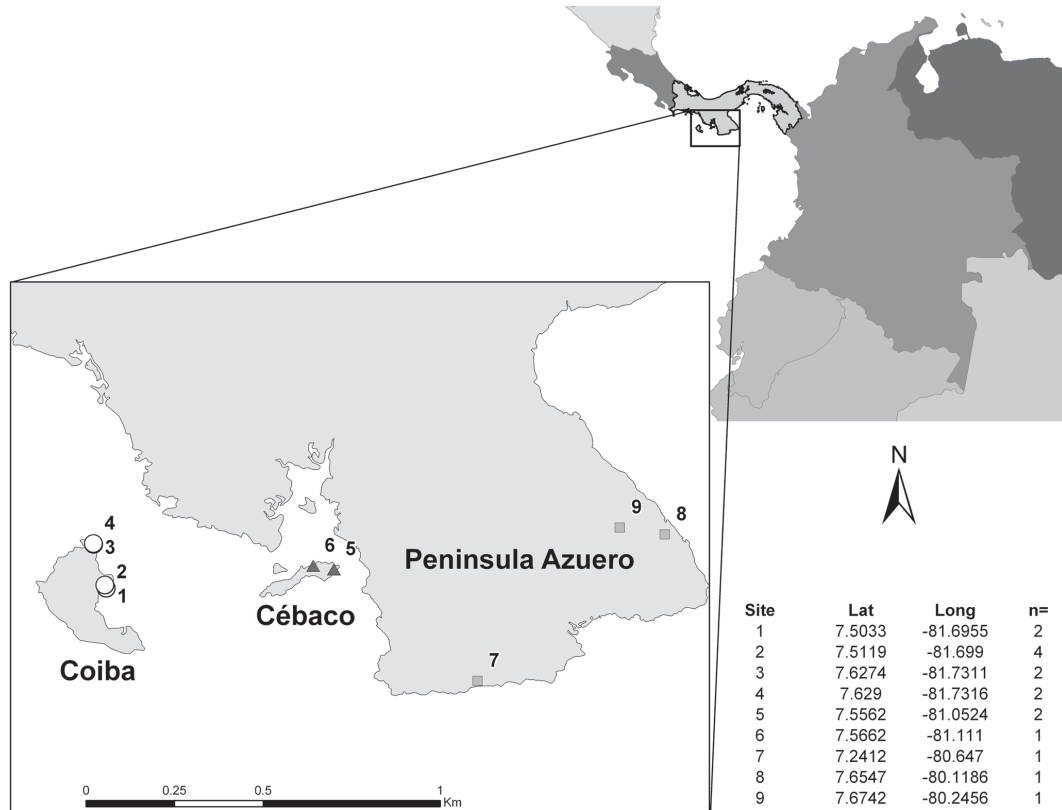 N
4
3
2
1
Coiba
6 5
Cébaco
Peninsula Azuero
9 8
7
0 0.25 0.5 1
Km
Site Lat Long n=
1 7.5033 -81.6955 2
2 7.5119 -81.699 4
3 7.6274 -81.7311 2
4 7.629 -81.7316 2
5 7.5562 -81.0524 2
6 7.5662 -81.111 1
7 7.2412 -80.647 1
8 7.6547 -80.1186 1
9 7.6742 -80.2456 1